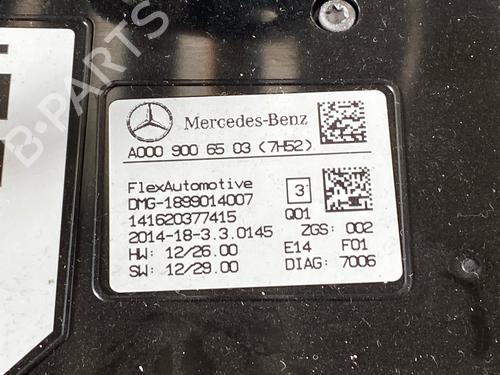 B-PARTS
Mercedes-Benz
A000 900 65 03 (7H52)
FlexAutomotive 3
DMG-1899014007
141620377415 Q01
2014-18-3.3.0145 ZGS: 002
HW: 12/26.00 E14 F01
SW: 12/29.00 DIAG: 7006